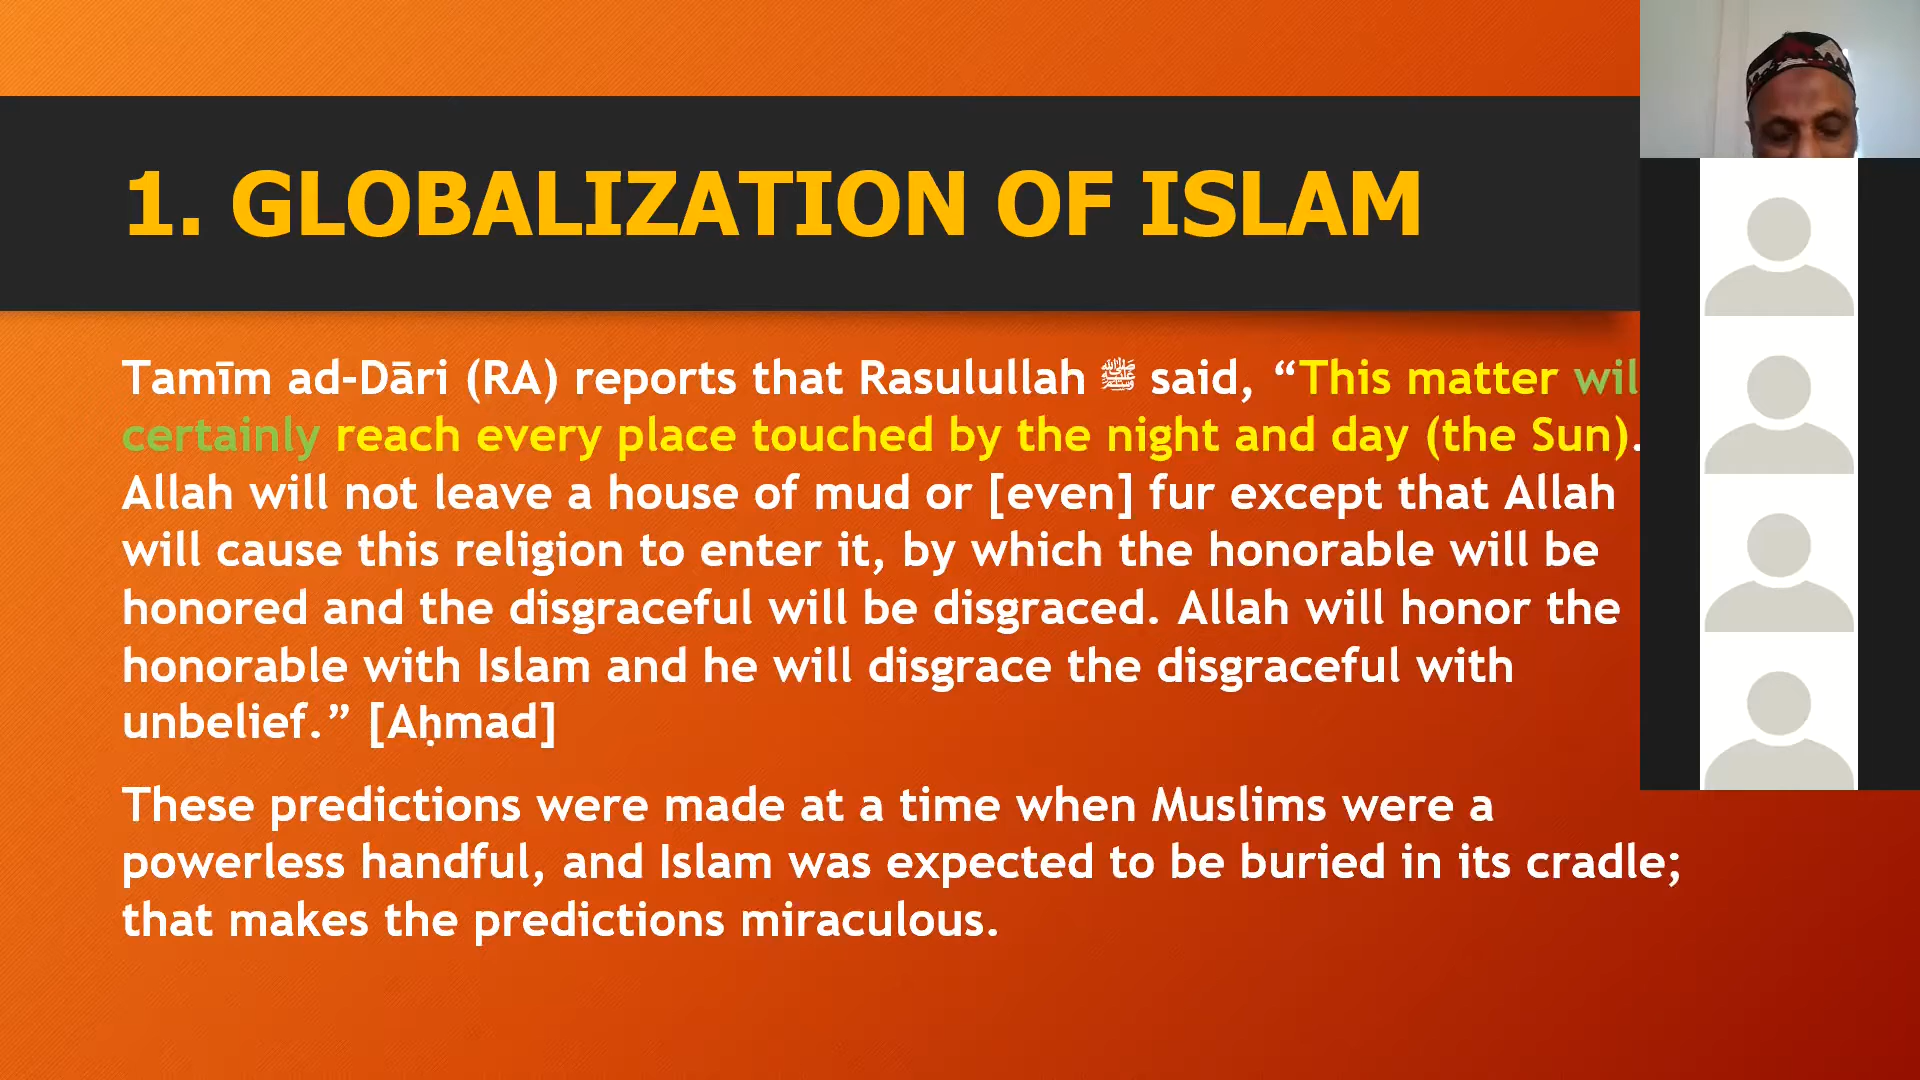 1. GLOBALIZATION OF ISLAM
Tamīm ad-Dāri (RA) reports that Rasulullah ﷺ said, “This matter wil
certainly reach every place touched by the night and day (the Sun).
Allah will not leave a house of mud or [even] fur except that Allah
will cause this religion to enter it, by which the honorable will be
honored and the disgraceful will be disgraced. Allah will honor the
honorable with Islam and he will disgrace the disgraceful with
unbelief.” [Aḥmad]
These predictions were made at a time when Muslims were a
powerless handful, and Islam was expected to be buried in its cradle;
that makes the predictions miraculous.